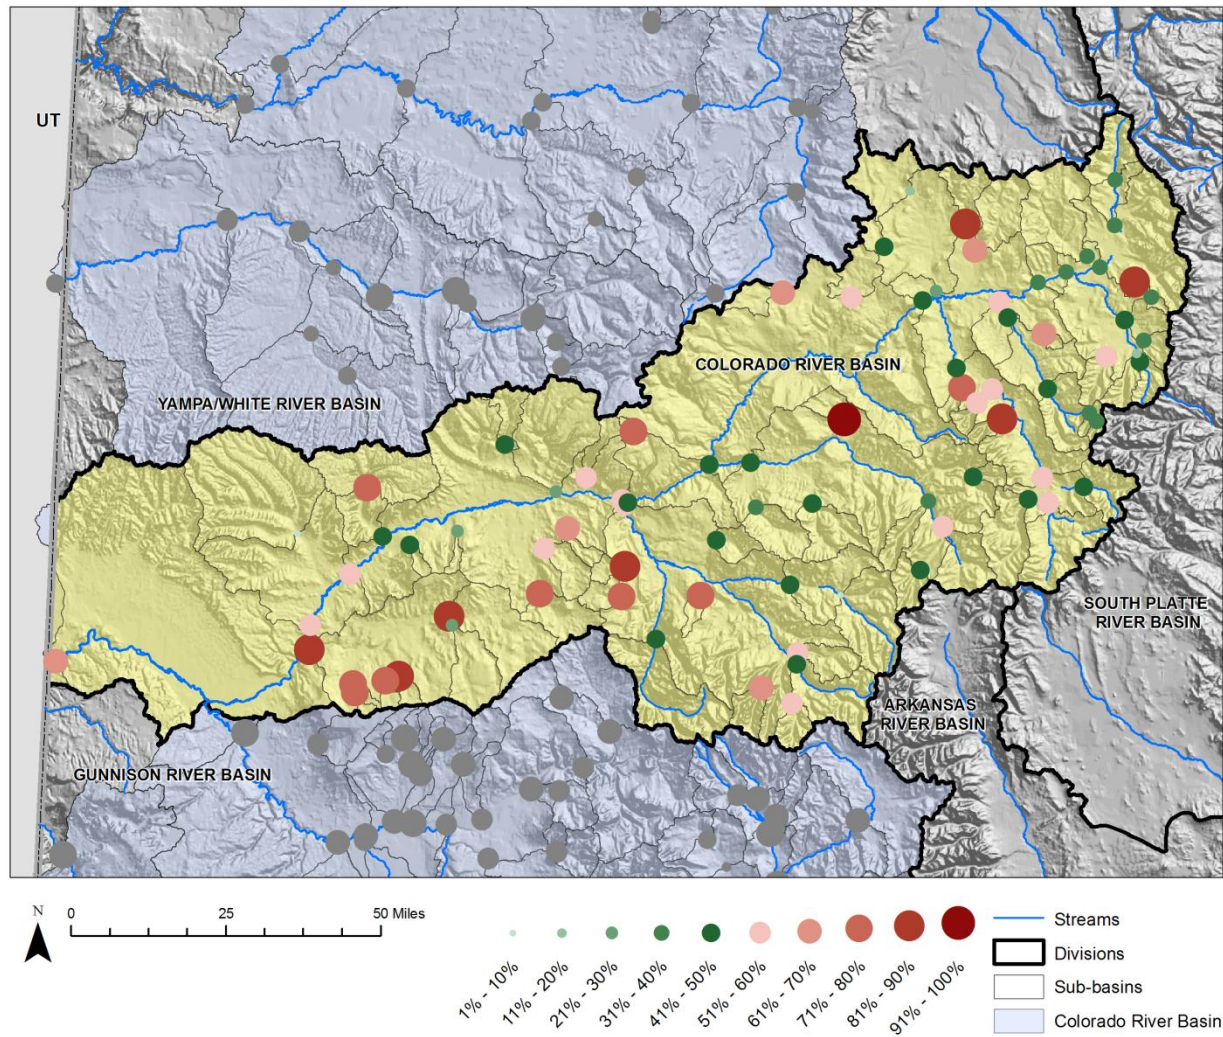 UT
COLORADO RIVER BASIN
YAMPA/WHITE RIVER BASIN
SOUTH PLATTE
RIVER BASIN
ARKANSAS
RIVER BASIN
GUNNISON RIVER BASIN
N
0 25 50 Miles
1% - 10%
11% - 20%
21% - 30%
31% - 40%
41% - 50%
51% - 60%
61% - 70%
71% - 80%
81% - 90%
91% - 100%
Streams
Divisions
Sub-basins
Colorado River Basin